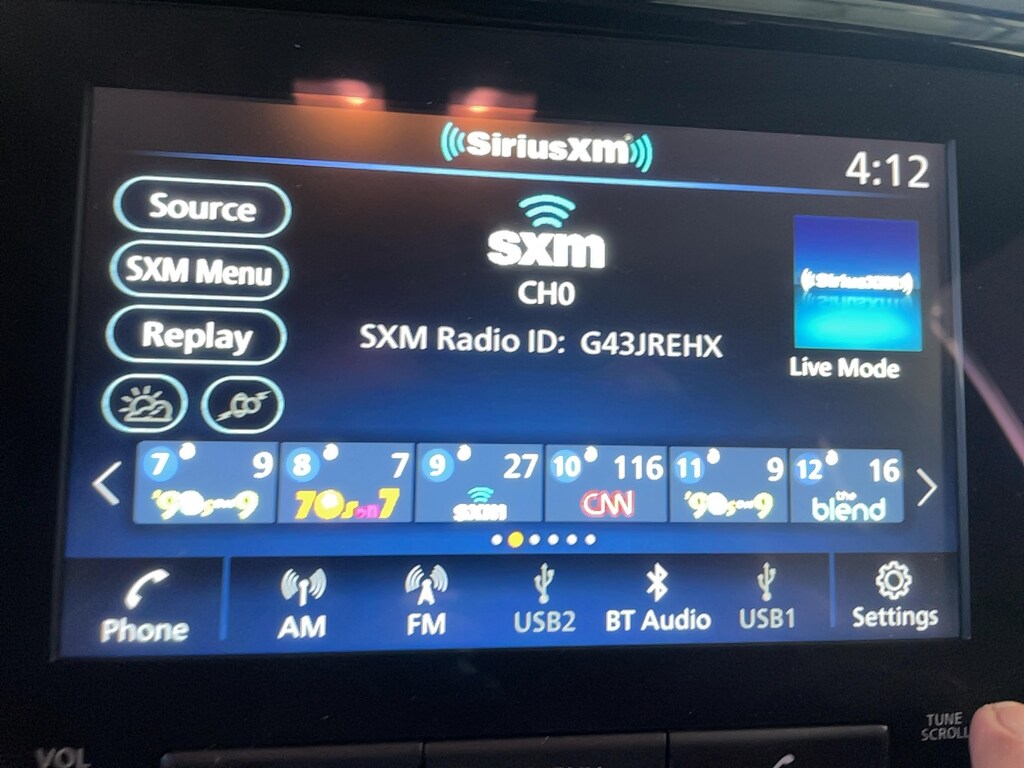 SiriusXM
4:12
Source
SXM Menu
Replay
sxm
CH0
SXM Radio ID: G43JREHX
SiriusXM
Live Mode
7 9
'90s on 9
8 7
70s on 7
9 27
sxm
10 116
CNN
11 9
'90s on 9
12 16
the blend
Phone
AM
FM
USB2
BT Audio
USB1
Settings
VOL
TUNE
SCROLL